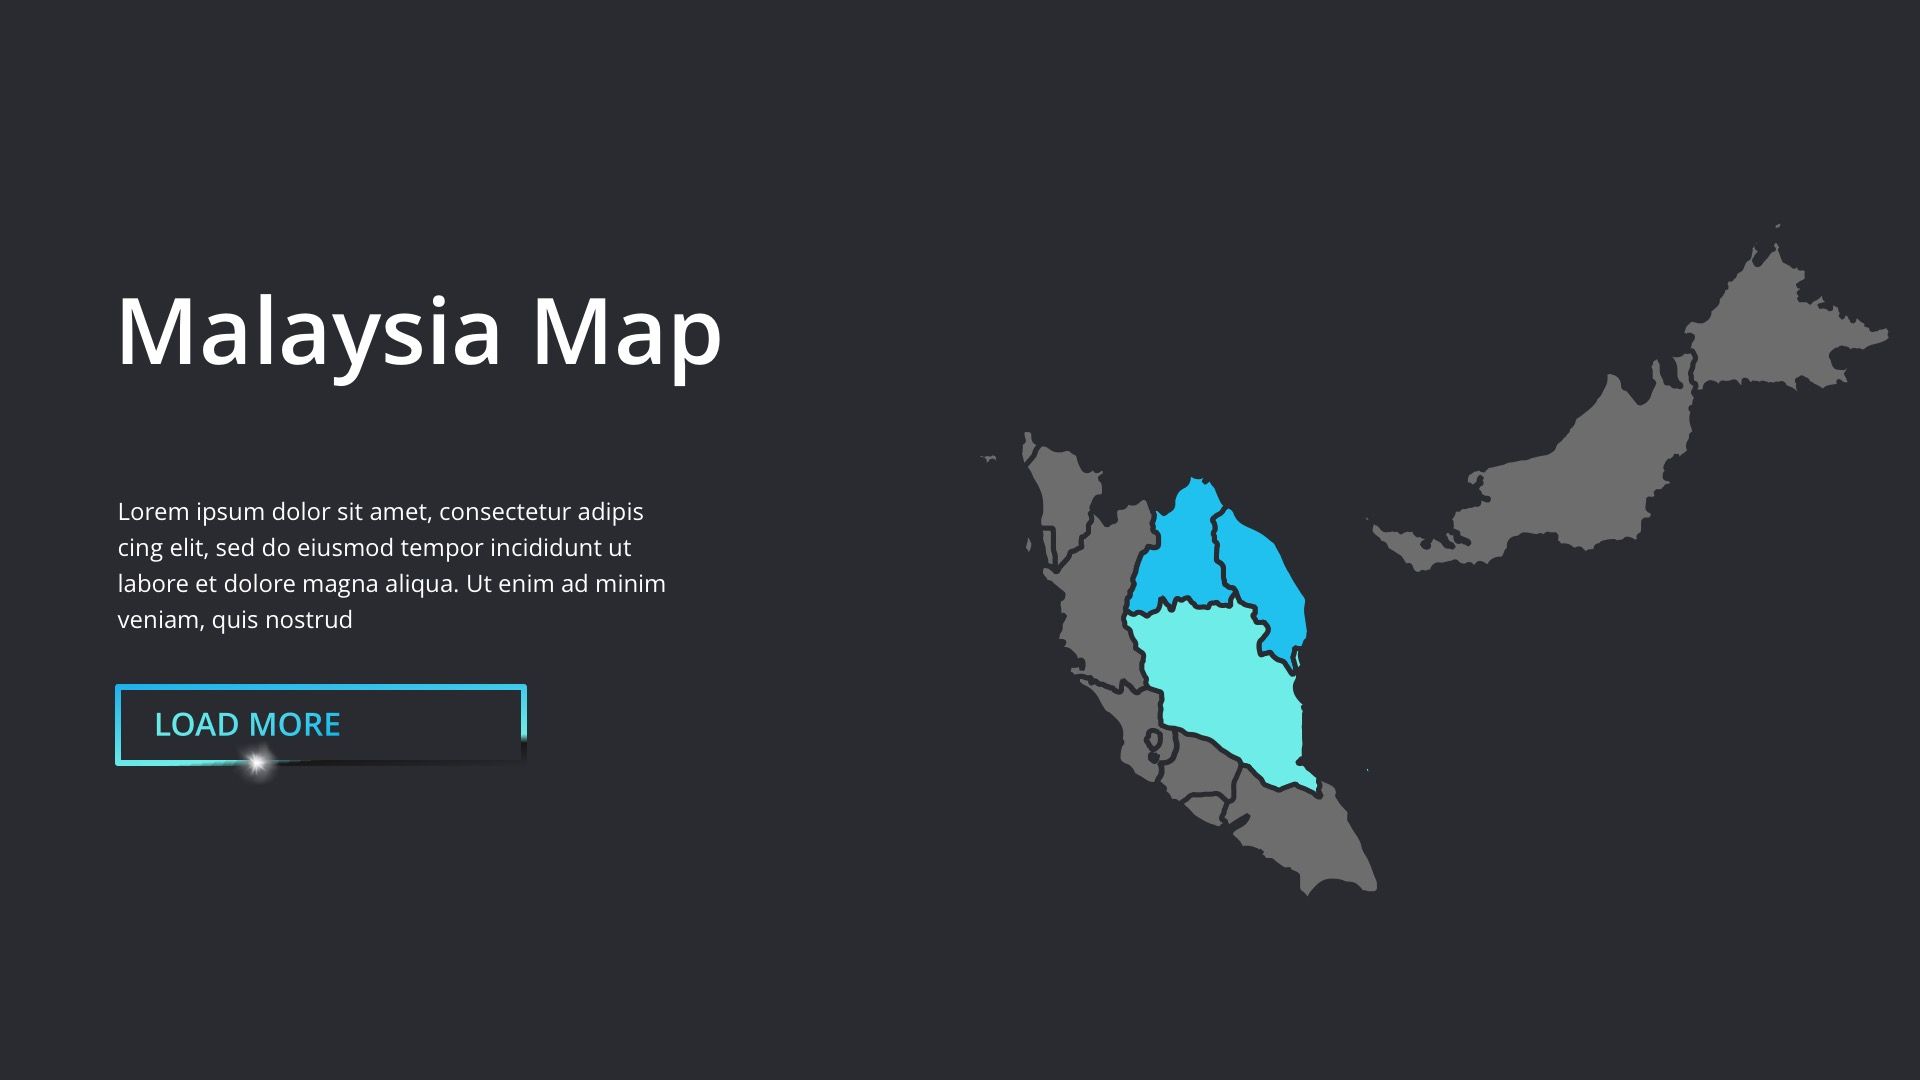 Malaysia Map
Lorem ipsum dolor sit amet, consectetur adipis
cing elit, sed do eiusmod tempor incididunt ut
labore et dolore magna aliqua. Ut enim ad minim
veniam, quis nostrud
LOAD MORE